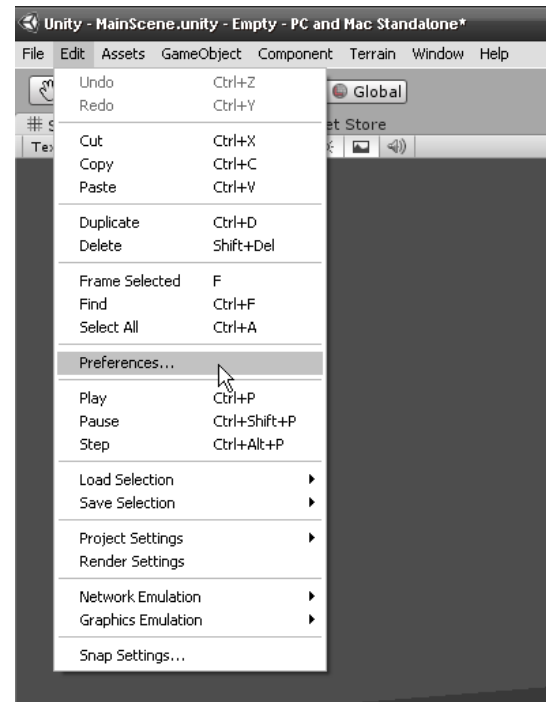 Unity - MainScene.unity - Empty - PC and Mac Standalone*
File Edit Assets GameObject Component Terrain Window Help
Undo Ctrl+Z
Global
Redo Ctrl+Y
Cut Ctrl+X
Copy Ctrl+C
Paste Ctrl+V
Duplicate Ctrl+D
Delete Shift+Del
Frame Selected F
Find Ctrl+F
Select All Ctrl+A
Preferences...
Play Ctrl+P
Pause Ctrl+Shift+P
Step Ctrl+Alt+P
Load Selection
Save Selection
Project Settings
Render Settings
Network Emulation
Graphics Emulation
Snap Settings...
Store